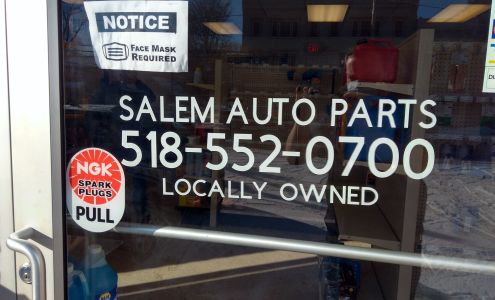 NOTICE
FACE MASK
REQUIRED
SALEM AUTO PARTS
518-552-0700
LOCALLY OWNED
NGK
SPARK
PLUGS
PULL